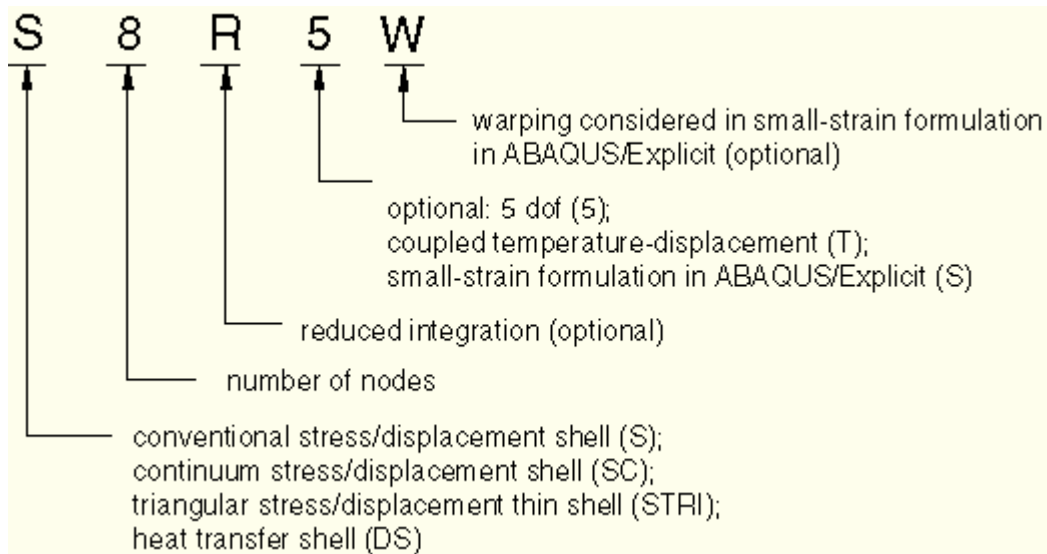 S 8 R 5 W
warping considered in small-strain formulation
in ABAQUS/Explicit (optional)
optional: 5 dof (5);
coupled temperature-displacement (T);
small-strain formulation in ABAQUS/Explicit (S)
reduced integration (optional)
number of nodes
conventional stress/displacement shell (S);
continuum stress/displacement shell (SC);
triangular stress/displacement thin shell (STRI);
heat transfer shell (DS)